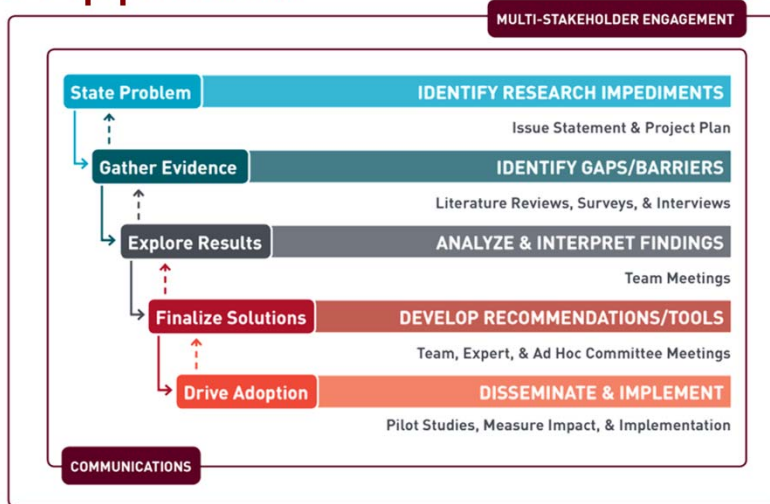 MULTI-STAKEHOLDER ENGAGEMENT
State Problem
IDENTIFY RESEARCH IMPEDIMENTS
Issue Statement & Project Plan
Gather Evidence
IDENTIFY GAPS/BARRIERS
Literature Reviews, Surveys, & Interviews
Explore Results
ANALYZE & INTERPRET FINDINGS
Team Meetings
Finalize Solutions
DEVELOP RECOMMENDATIONS/TOOLS
Team, Expert, & Ad Hoc Committee Meetings
Drive Adoption
DISSEMINATE & IMPLEMENT
Pilot Studies, Measure Impact, & Implementation
COMMUNICATIONS